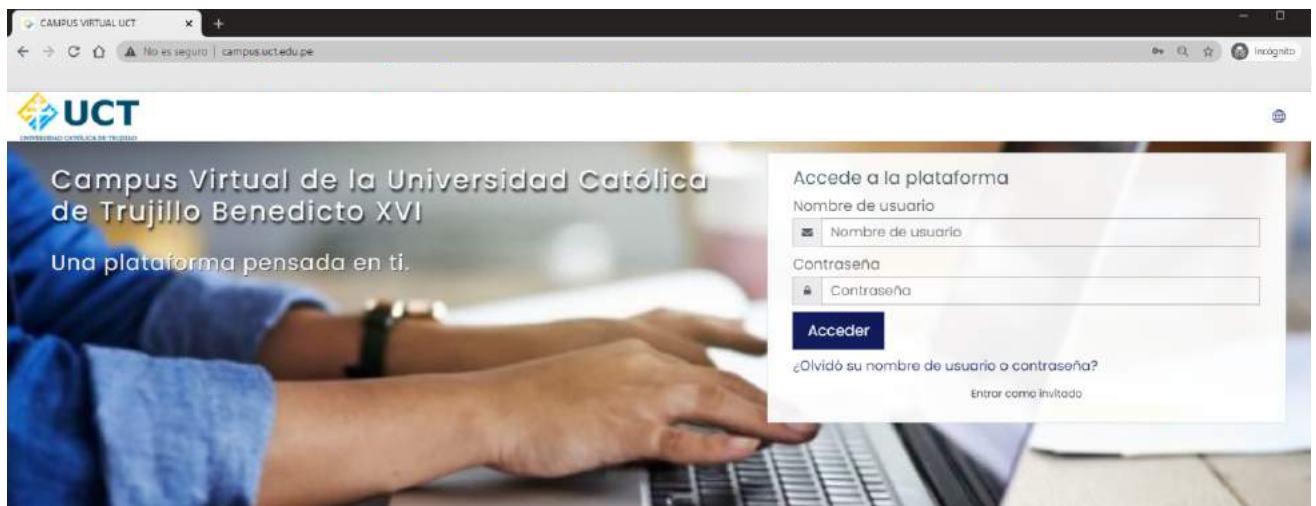 CAMPUS VIRTUAL UCT
No es seguro | campus.uct.edu.pe
Incógnito
UCT
UNIVERSIDAD CATÓLICA DE TRUJILLO
Campus Virtual de la Universidad Católica
de Trujillo Benedicto XVI
Una plataforma pensada en ti.
Accede a la plataforma
Nombre de usuario
Nombre de usuario
Contraseña
Contraseña
Acceder
¿Olvidó su nombre de usuario o contraseña?
Entrar como invitado